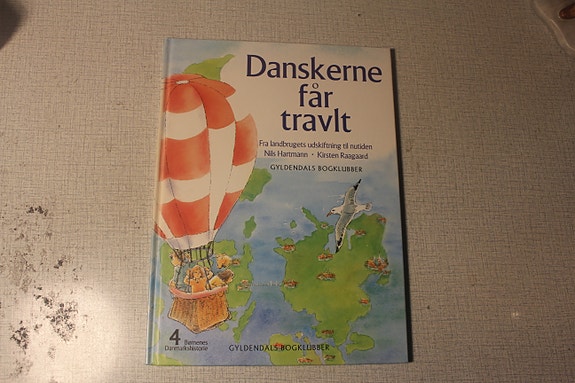 Danskerne
får
travlt
Fra landbrugets udskiftning til nutiden
Nils Hartmann · Kirsten Raagaard
GYLDENDALS BOGKLUBBER
4 Børnenes
Danmarkshistorie
GYLDENDALS BOGKLUBBER